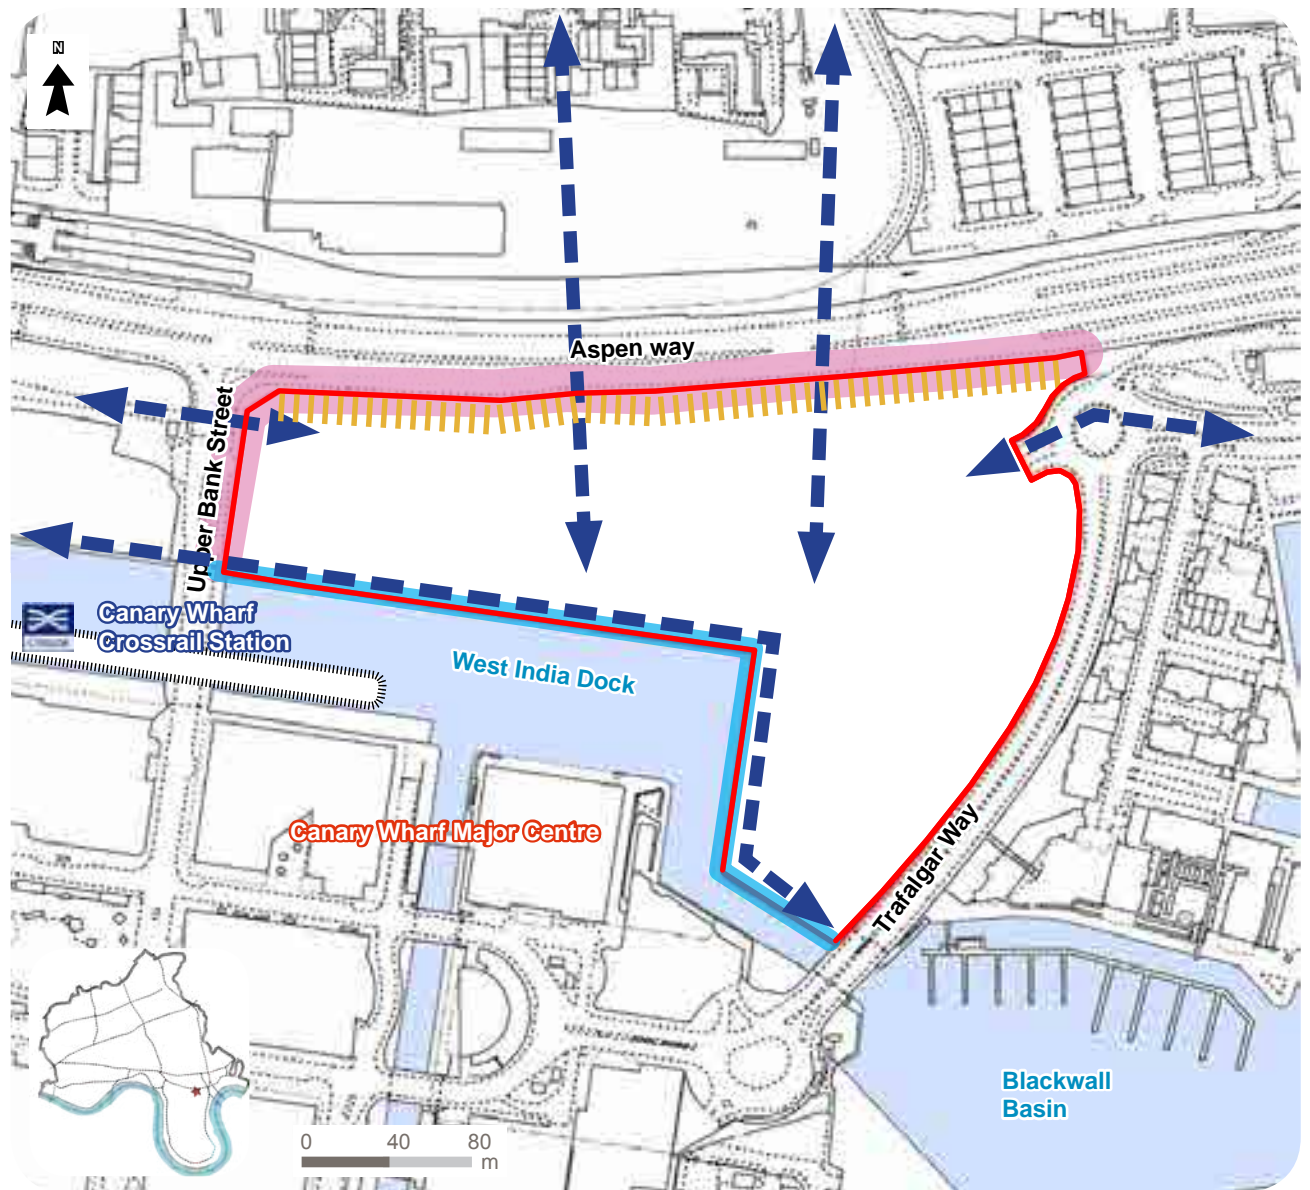 N
Aspen way
Upper Bank Street
Canary Wharf
Crossrail Station
West India Dock
Canary Wharf Major Centre
Trafalgar Way
Blackwall
Basin
0 40 80
m